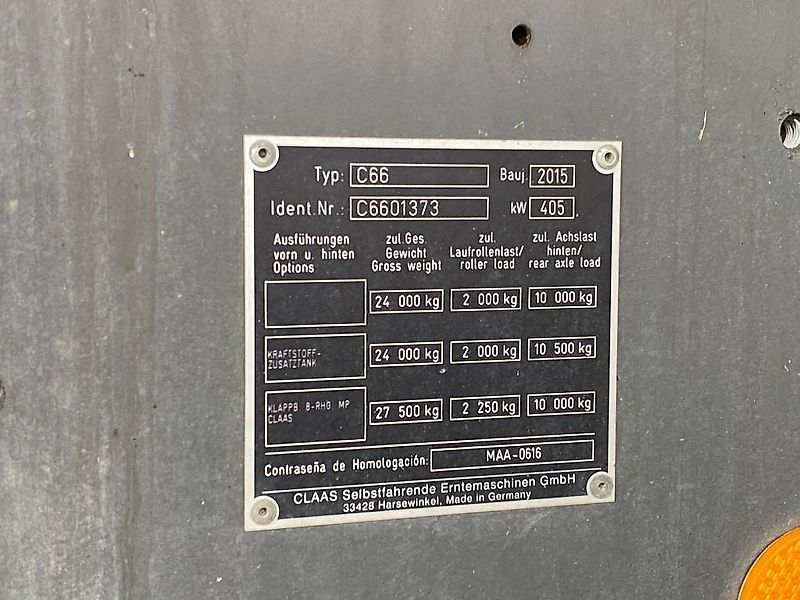 Typ: C66 Bauj. 2015
Ident.Nr.: C6601373 kW 405
Ausführungen vorn u. hinten Options
zul.Ges. Gewicht Gross weight
zul. Laufrollenlast/ roller load
zul. Achslast hinten/ rear axle load
24 000 kg 2 000 kg 10 000 kg
KRAFTSTOFF-
ZUSATZTANK
24 000 kg 2 000 kg 10 500 kg
KLAPPB 8-RHG MP
CLAAS
27 500 kg 2 250 kg 10 000 kg
Contraseña de Homologación: MAA-0616
CLAAS Selbstfahrende Erntemaschinen GmbH
33428 Harsewinkel, Made in Germany